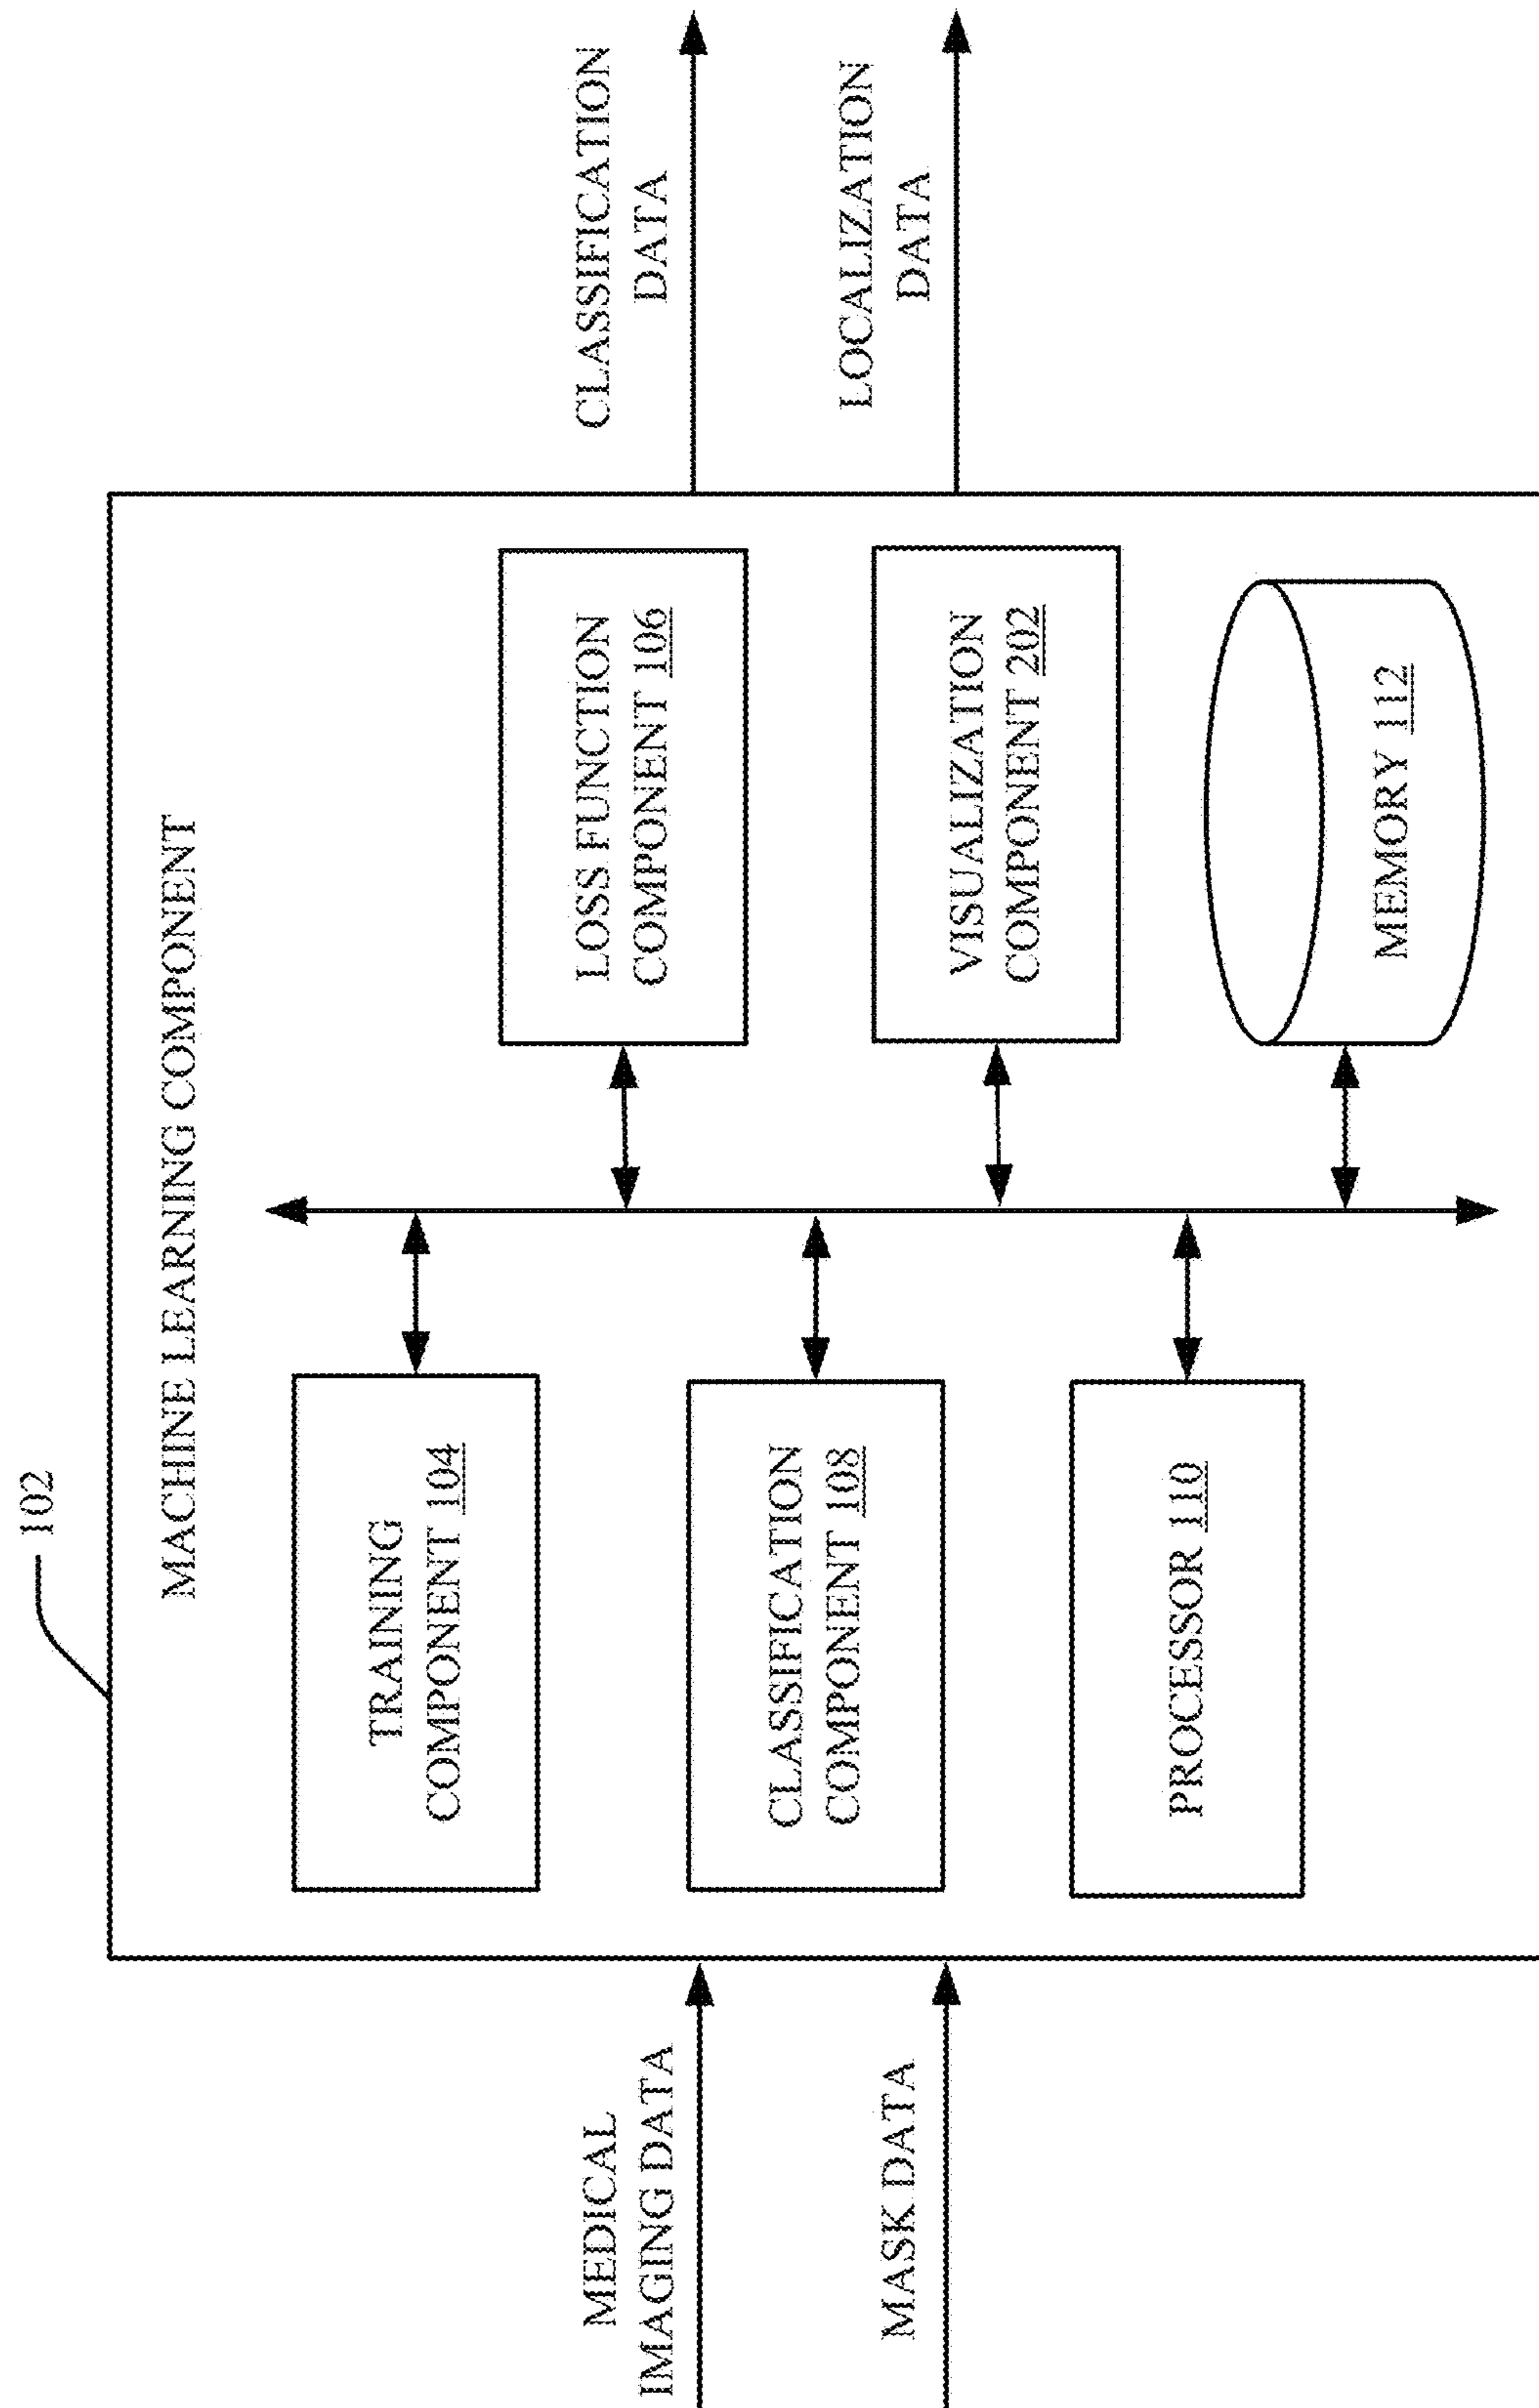 102
MACHINE LEARNING COMPONENT
MEDICAL
IMAGING DATA
MASK DATA
TRAINING
COMPONENT 104
LOSS FUNCTION
COMPONENT 106
CLASSIFICATION
COMPONENT 108
VISUALIZATION
COMPONENT 202
PROCESSOR 110
MEMORY 112
CLASSIFICATION
DATA
LOCALIZATION
DATA